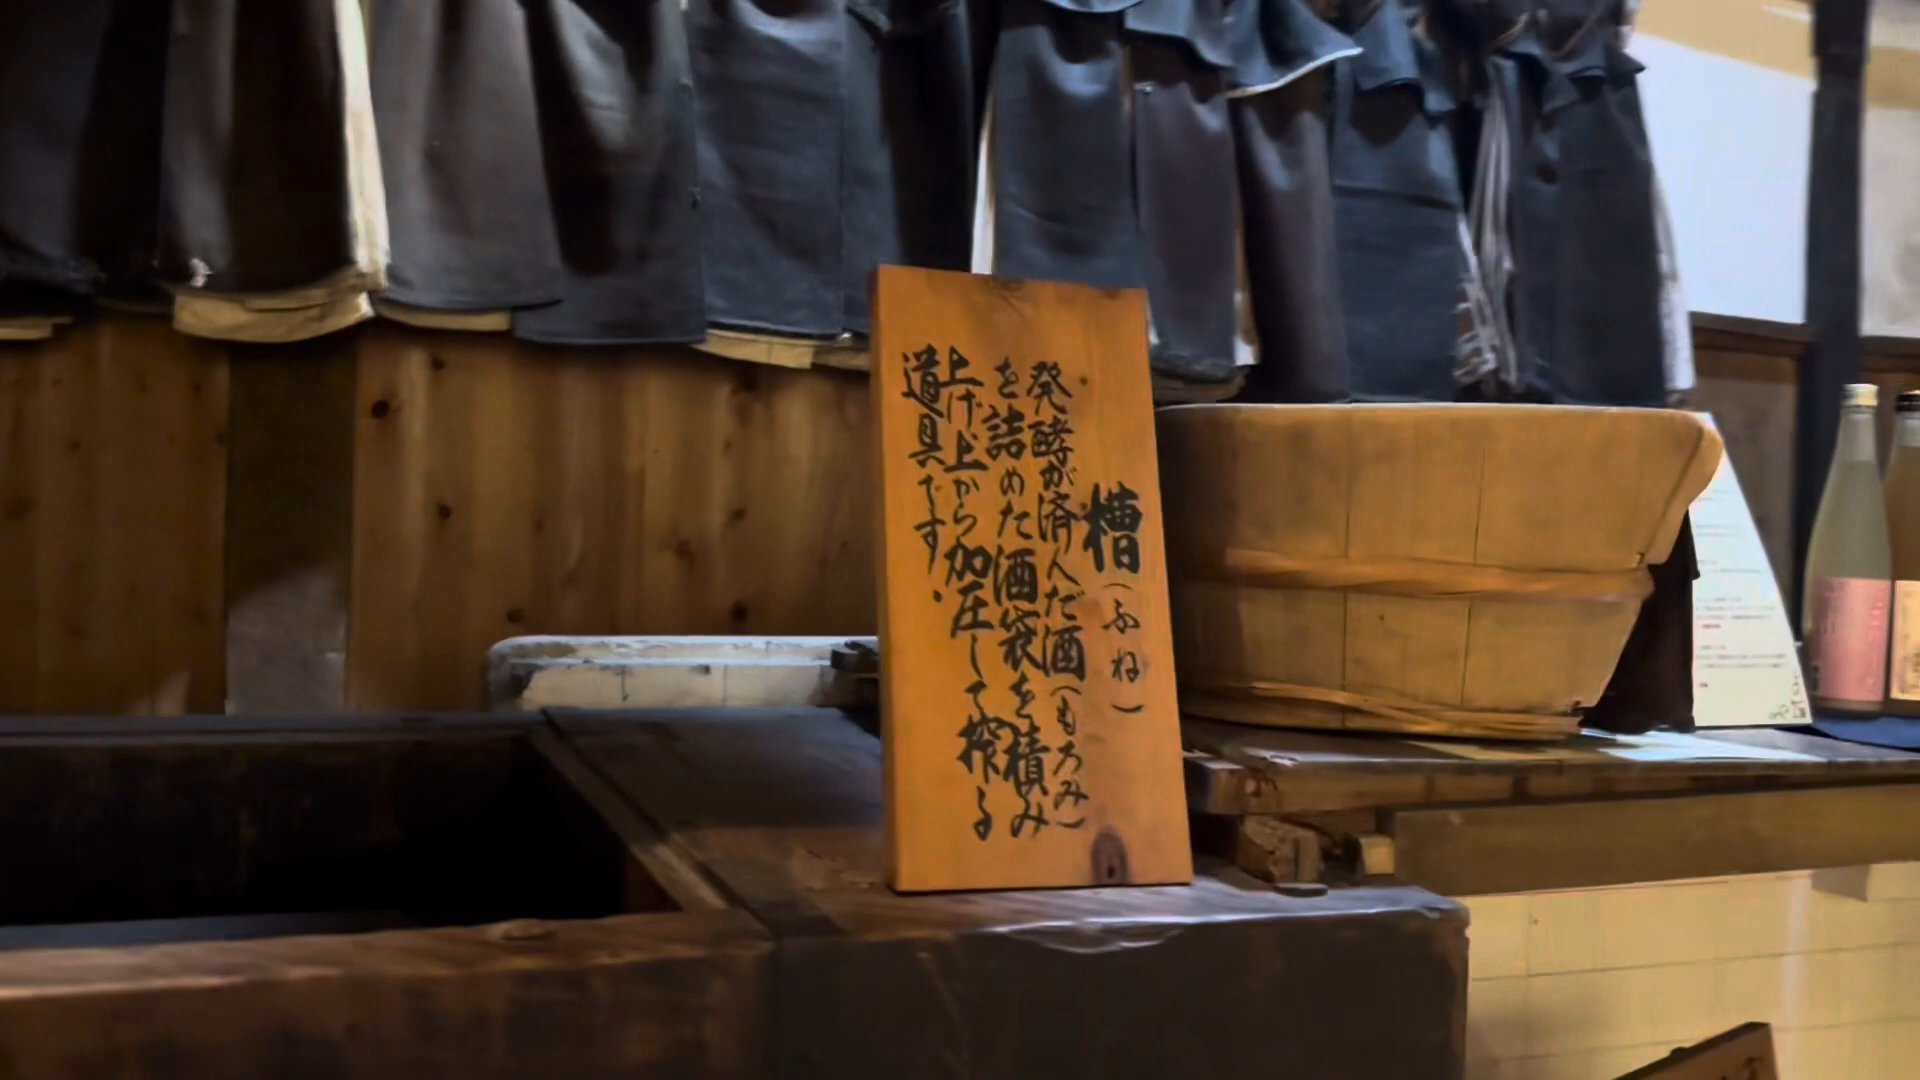 槽（ふね）
発酵が済んだ酒（もろみ）
を詰めた酒袋を積み
上げ上から加圧して搾る
道具です．